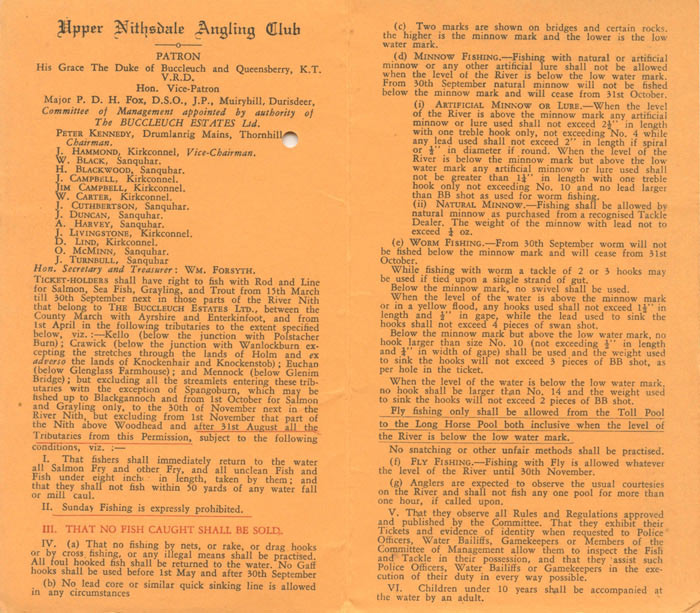 Upper Nithsdale Angling Club
PATRON
His Grace The Duke of Buccleuch and Queensberry, K.T.
V.R.D.
Hon. Vice-Patron
Major P. D. H. Fox, D.S.O., J.P., Muiryhill, Durisdeer,
Committee of Management appointed by authority of
The BUCCLEUCH ESTATES Ltd.
PETER KENNEDY, Drumlanrig Mains, Thornhill
Chairman.
J. HAMMOND, Kirkconnel, Vice-Chairman.
W. BLACK, Sanquhar.
H. BLACKWOOD, Sanquhar.
J. CAMPBELL, Kirkconnel.
JIM CAMPBELL, Kirkconnel.
W. CARTER, Kirkconnel.
J. CUTHBERTSON, Sanquhar.
J. DUNCAN, Sanquhar.
A. HARVEY, Sanquhar.
J. LIVINGSTONE, Kirkconnel.
D. LIND, Kirkconnel.
O. MCMINN, Sanquhar.
J. TURNBULL, Sanquhar
Hon. Secretary and Treasurer: WM. FORSYTH.
TICKET-HOLDERS shall have right to fish with Rod and Line
for Salmon, Sea Fish, Grayling, and Trout from 15th March
till 30th September next in those parts of the River Nith
that belong to THE BUCCLEUCH ESTATES LTD., between the
County March with Ayrshire and Enterkinfoot, and from
1st April in the following tributaries to the extent specified
below, viz. :—Kello (below the junction with Polstacher
Burn); Crawick (below the junction with Wanlockburn ex-
cepting the stretches through the lands of Holm and ex
adverso the lands of Knockenhair and Knockenstob); Euchan
(below Glenglass Farmhouse); and Mennock (below Glenim
Bridge); but excluding all the streamlets entering these trib-
utaries with the exception of Spangoburn, which may be
fished up to Blackgannoch and from 1st October for Salmon
and Grayling only, to the 30th of November next in the
River Nith, but excluding from 1st November that part of
the Nith above Woodhead and after 31st August all the
Tributaries from this Permission, subject to the following
conditions, viz. :—
I. That fishers shall immediately return to the water
all Salmon Fry and other Fry, and all unclean Fish and
Fish under eight inch in length, taken by them; and
that they shall not fish within 50 yards of any water fall
or mill caul.
II. Sunday Fishing is expressly prohibited.
III. THAT NO FISH CAUGHT SHALL BE SOLD.
IV. (a) That no fishing by nets, or rake, or drag hooks
or by cross fishing, or any illegal means shall be practised.
All foul hooked fish shall be returned to the water. No Gaff
hooks shall be used before 1st May and after 30th September
(b) No lead core or similar quick sinking line is allowed
in any circumstances
(c) Two marks are shown on bridges and certain rocks.
the higher is the minnow mark and the lower is the low
water mark.
(d) MINNOW FISHING.—Fishing with natural or artificial
minnow or any other artificial lure shall not be allowed
when the level of the River is below the low water mark.
From 30th September natural minnow will not be fished
below the minnow mark and will cease from 31st October.
(i) ARTIFICIAL MINNOW OR LURE.—When the level
of the River is above the minnow mark any artificial
minnow or lure used shall not exceed 2½" in length
with one treble hook only, not exceeding No. 4 while
any lead used shall not exceed 2" in length if spiral
or ½" in diameter if round. When the level of the
River is below the minnow mark but above the low
water mark any artificial minnow or lure used shall
not be greater than 1½" in length with one treble
hook only not exceeding No. 10 and no lead larger
than BB shot as used for worm fishing.
(ii) NATURAL MINNOW.—Fishing shall be allowed by
natural minnow as purchased from a recognised Tackle
Dealer. The weight of the minnow with lead not to
exceed ½ oz.
(e) WORM FISHING.—From 30th September worm will not
be fished below the minnow mark and will cease from 31st
October.
While fishing with worm a tackle of 2 or 3 hooks may
be used if tied upon a single strand of gut.
Below the minnow mark, no swivel shall be used.
When the level of the water is above the minnow mark
or in a yellow flood, any hooks used shall not exceed 1½" in
length and ½" in gape, while the lead used to sink the
hooks shall not exceed 4 pieces of swan shot.
Below the minnow mark but above the low water mark, no
hook larger than size No. 10 (not exceeding in length
and in width of gape) shall be used and the weight used
to sink the hooks will not exceed 3 pieces of BB shot, as
per hole in the ticket.
When the level of the water is below the low water mark,
no hook shall be larger than No. 14 and the weight used
to sink the hooks will not exceed 2 pieces of BB shot.
Fly fishing only shall be allowed from the Toll Pool
to the Long Horse Pool both inclusive when the level of
the River is below the low water mark.
No snatching or other unfair methods shall be practised.
(f) FLY FISHING.—Fishing with Fly is allowed whatever
the level of the River until 30th November.
(g) Anglers are expected to observe the usual courtesies
on the River and shall not fish any one pool for more than
one hour, if called upon.
V. That they observe all Rules and Regulations approved
and published by the Committee. That they exhibit their
Tickets and evidence of identity when requested to Police
Officers, Water Bailiffs, Gamekeepers or Members of the
Committee of Management allow them to inspect the Fish
and Tackle in their possession, and that they assist such
Police Officers, Water Bailiffs or Gamekeepers in the exe-
cution of their duty in every way possible.
VI. Children under 10 years shall be accompanied at
the water by an adult.